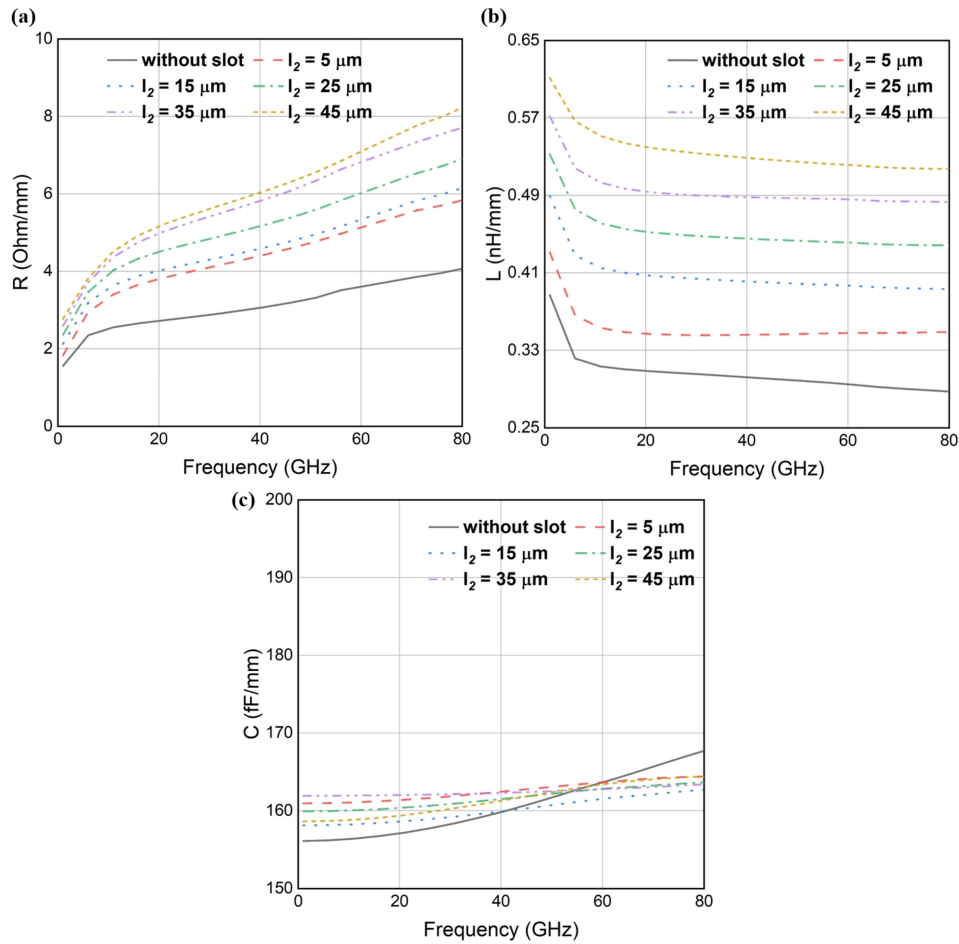 (a)
10
8
6
4
2
0
R (Ohm/mm)
without slot
l2 = 5 μm
l2 = 15 μm
l2 = 25 μm
l2 = 35 μm
l2 = 45 μm
0 20 40 60 80
Frequency (GHz)
(b)
0.65
0.57
0.49
0.41
0.33
0.25
L (nH/mm)
without slot
l2 = 5 μm
l2 = 15 μm
l2 = 25 μm
l2 = 35 μm
l2 = 45 μm
0 20 40 60 80
Frequency (GHz)
(c)
200
190
180
170
160
150
C (fF/mm)
without slot
l2 = 5 μm
l2 = 15 μm
l2 = 25 μm
l2 = 35 μm
l2 = 45 μm
0 20 40 60 80
Frequency (GHz)